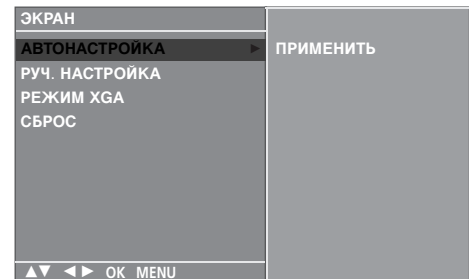 ЭКРАН
АВТОНАСТРОЙКА ►
ПРИМЕНИТЬ
РУЧ. НАСТРОЙКА
РЕЖИМ XGA
СБРОС
▲▼ ◄► OK MENU